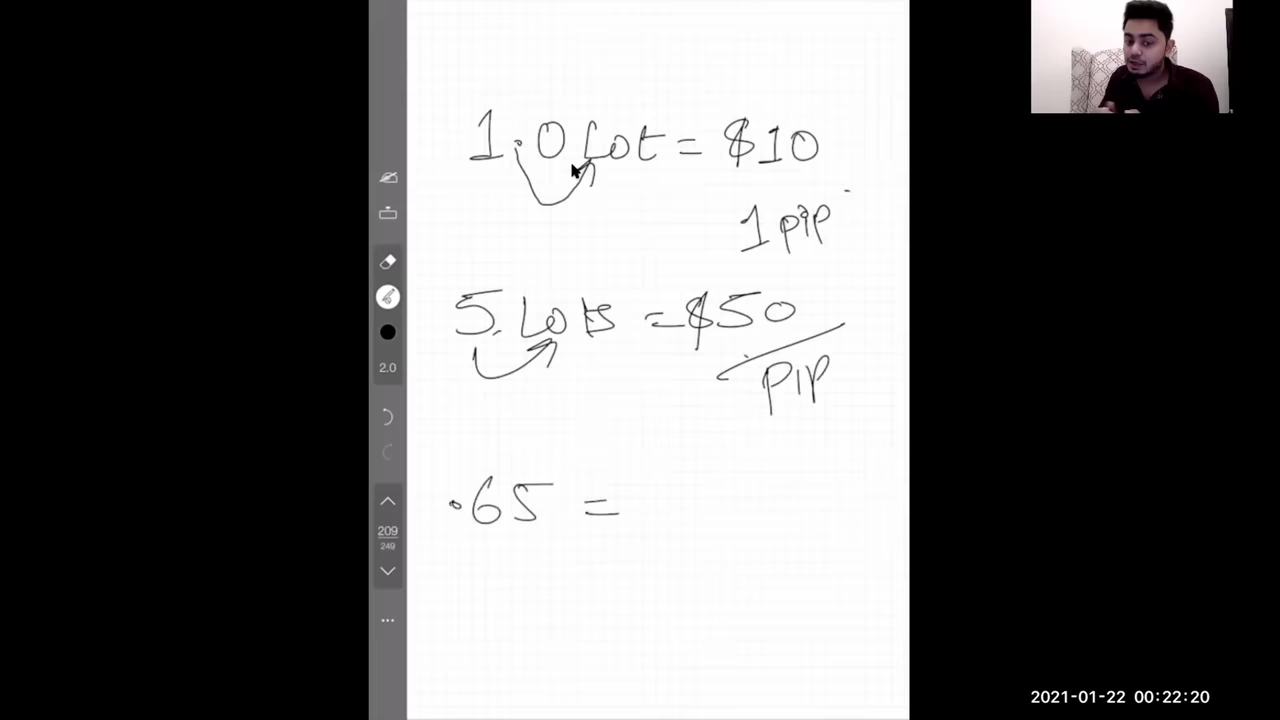 1.0 Lot = $10
1 pip
5. Lots = $50
pip
.65 =
2.0
209
249
2021-01-22 00:22:20